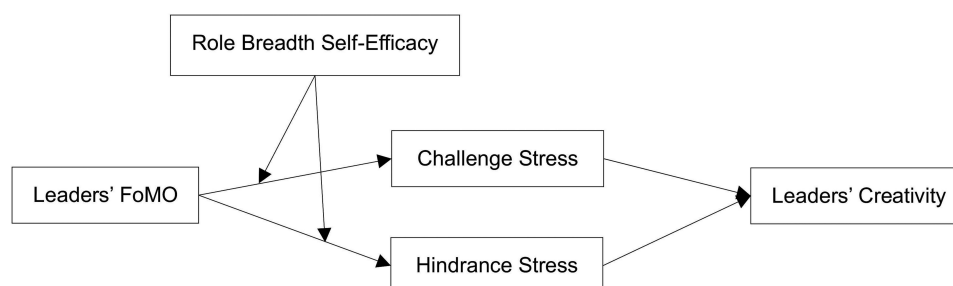 Role Breadth Self-Efficacy
Challenge Stress
Leaders’ FoMO
Leaders’ Creativity
Hindrance Stress